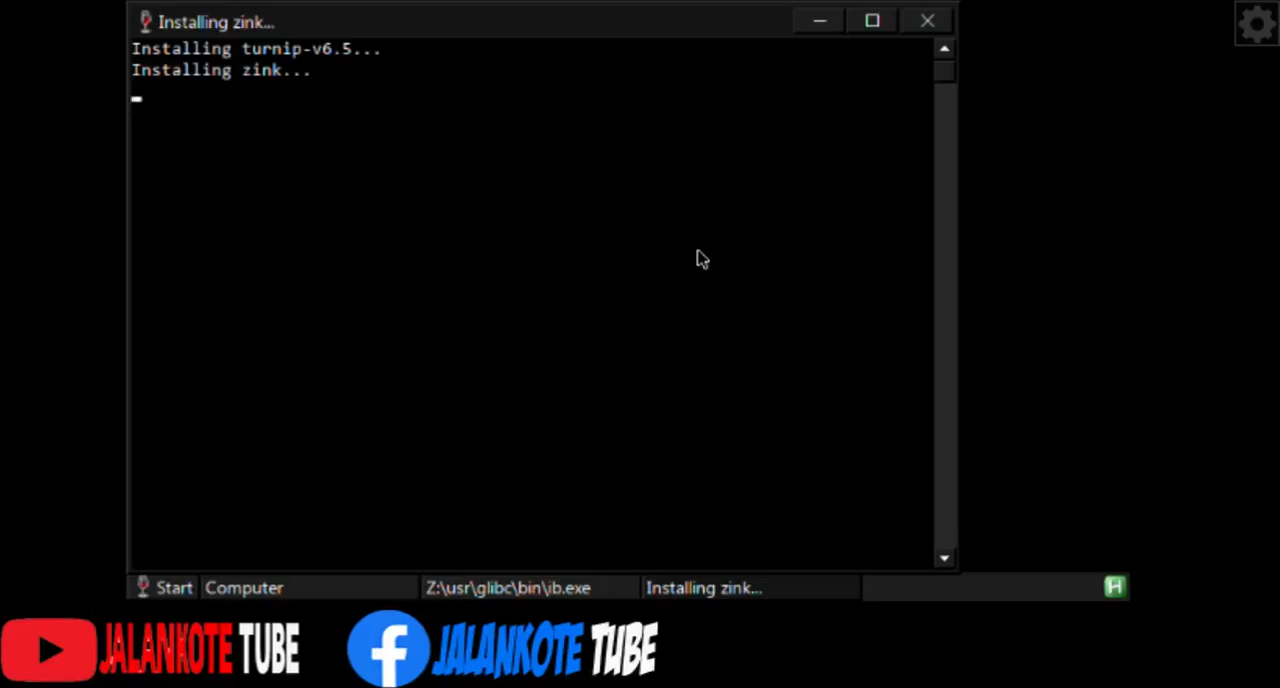 Installing zink...
Installing turnip-v6.5...
Installing zink...
Start
Computer
Z:\usr\glibc\bin\ib.exe
Installing zink...
H
JALANKOTE TUBE
f JALANKOTE TUBE